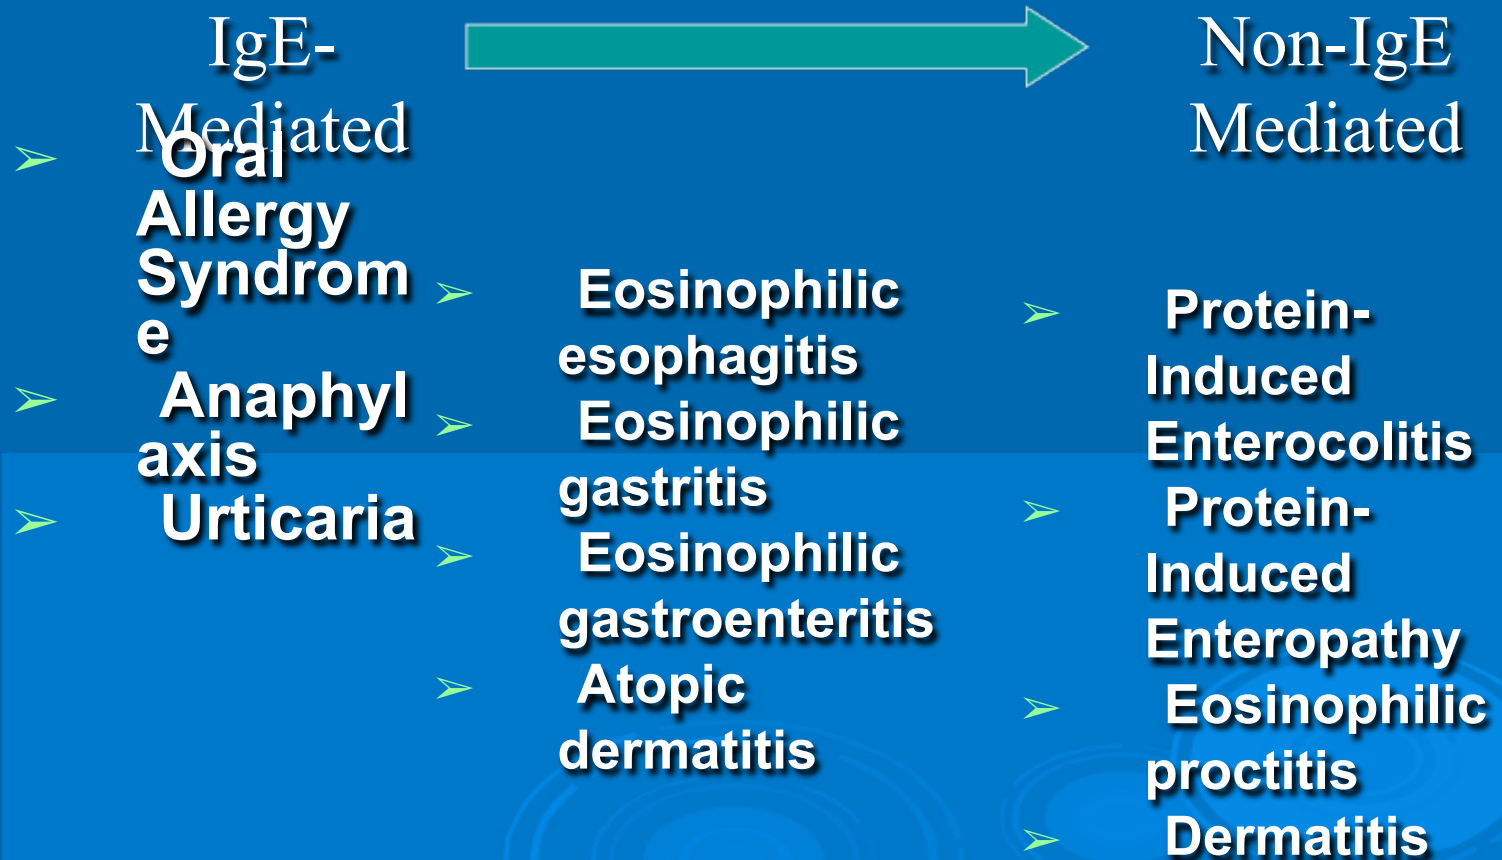 IgE-
Mediated
Non-IgE
Mediated
➢ Oral
Allergy
Syndrom
e
➢ Anaphyl
axis
➢ Urticaria
➢ Eosinophilic
esophagitis
➢ Eosinophilic
gastritis
➢ Eosinophilic
gastroenteritis
➢ Atopic
dermatitis
➢ Protein-
Induced
Enterocolitis
➢ Protein-
Induced
Enteropathy
➢ Eosinophilic
proctitis
➢ Dermatitis